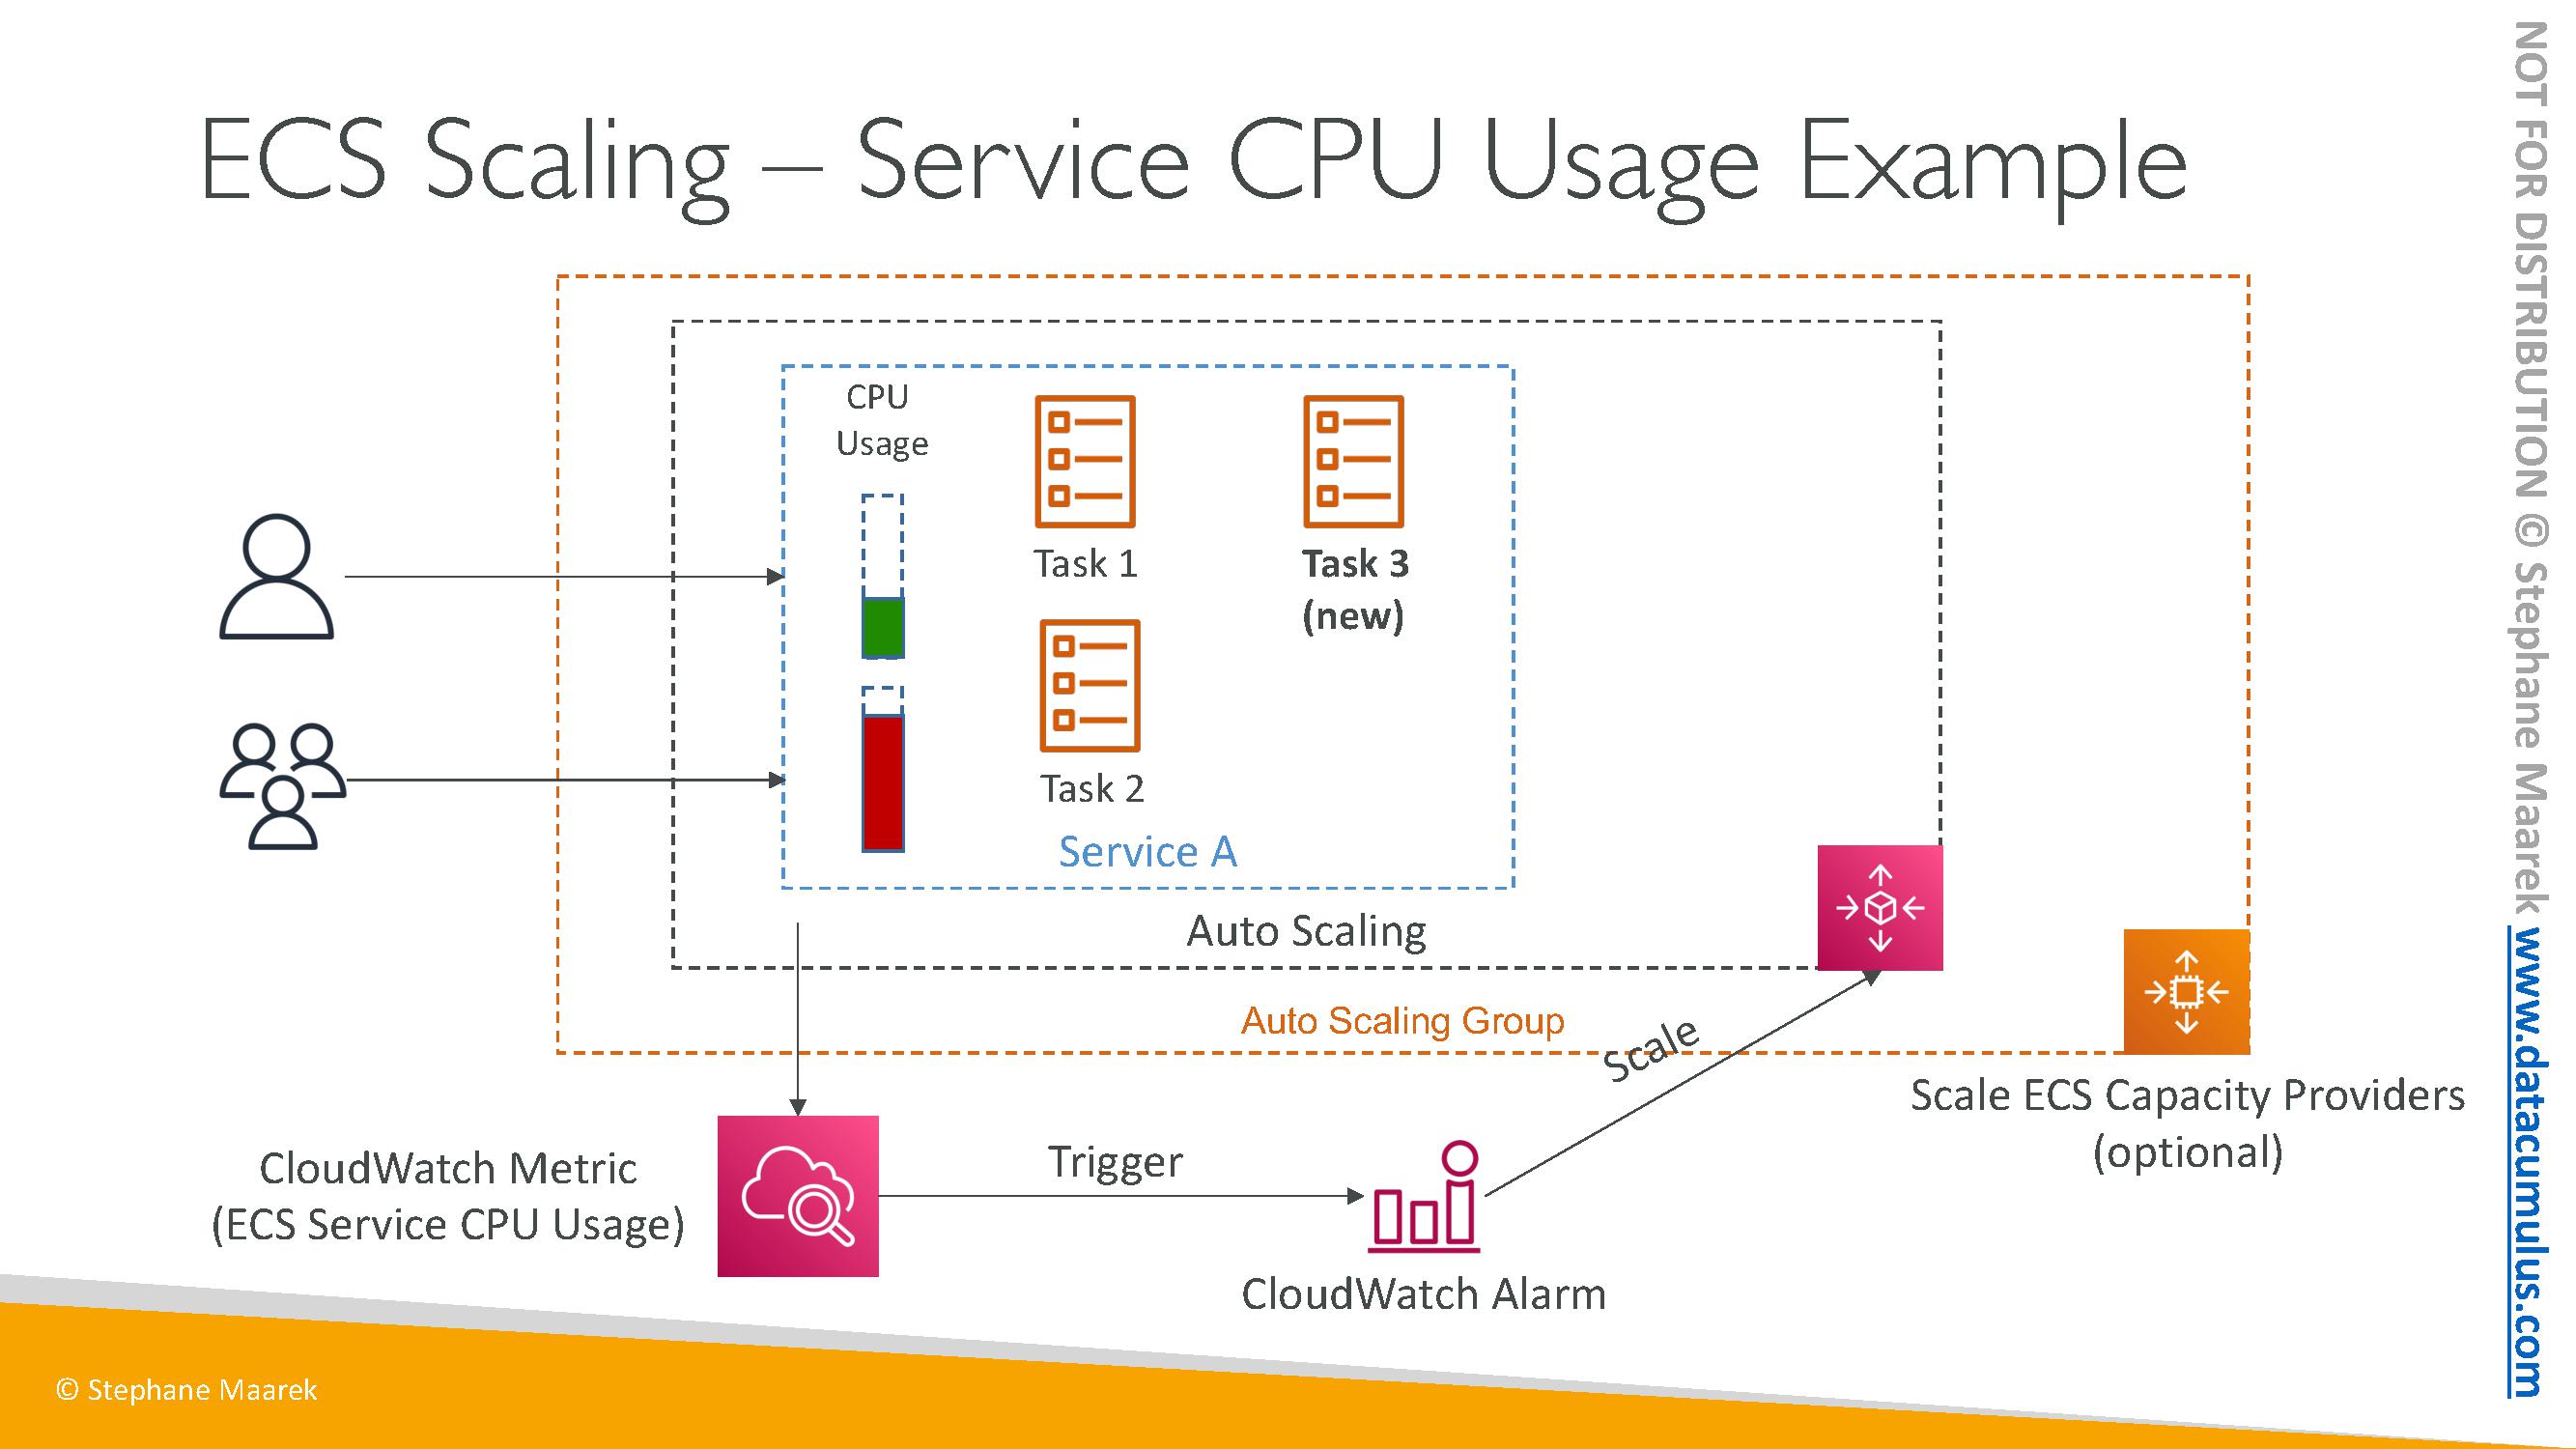 ECS Scaling – Service CPU Usage Example
CPU
Usage
Task 1
Task 3
(new)
Task 2
Service A
Auto Scaling
Auto Scaling Group
Scale
Scale ECS Capacity Providers
(optional)
CloudWatch Metric
(ECS Service CPU Usage)
Trigger
CloudWatch Alarm
© Stephane Maarek
NOT FOR DISTRIBUTION © Stephane Maarek www.datacumulus.com